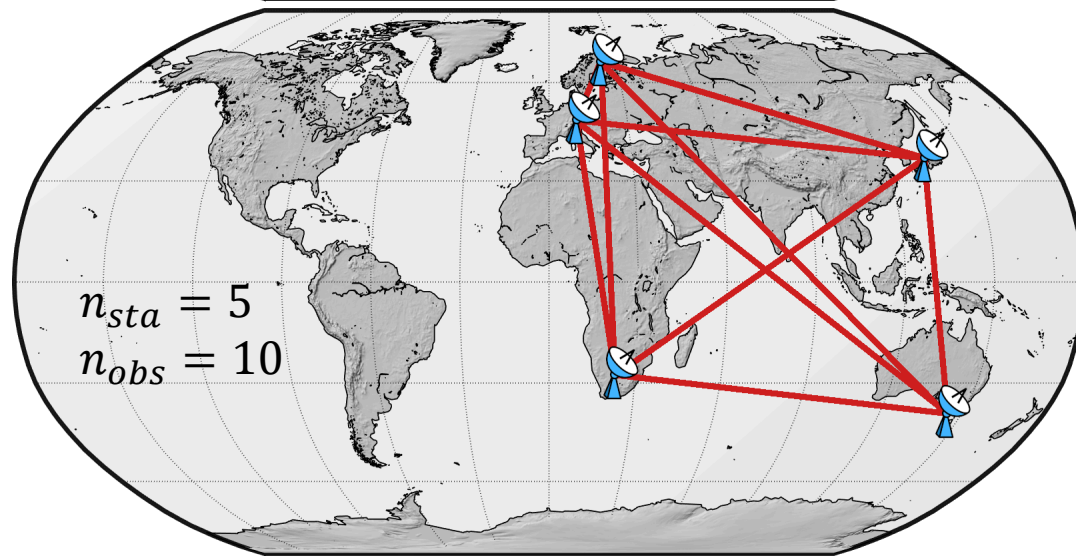 n_sta = 5
n_obs = 10